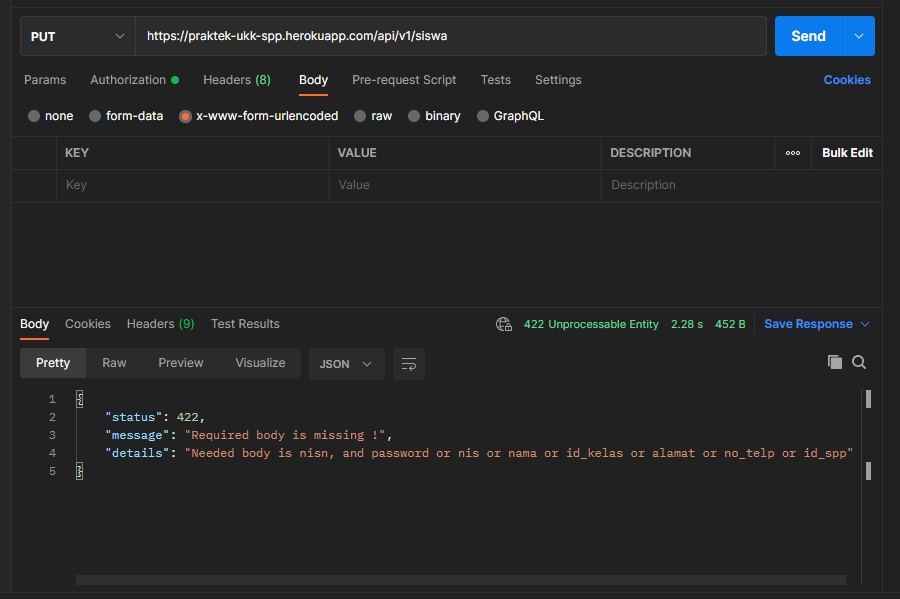 PUT https://praktek-ukk-spp.herokuapp.com/api/v1/siswa Send
Params Authorization Headers (8) Body Pre-request Script Tests Settings Cookies
none form-data x-www-form-urlencoded raw binary GraphQL
KEY VALUE DESCRIPTION ooo Bulk Edit
Key Value Description
Body Cookies Headers (9) Test Results 422 Unprocessable Entity 2.28 s 452 B Save Response
Pretty Raw Preview Visualize JSON
1 {
2 "status": 422,
3 "message": "Required body is missing !",
4 "details": "Needed body is nisn, and password or nis or nama or id_kelas or alamat or no_telp or id_spp"
5 }